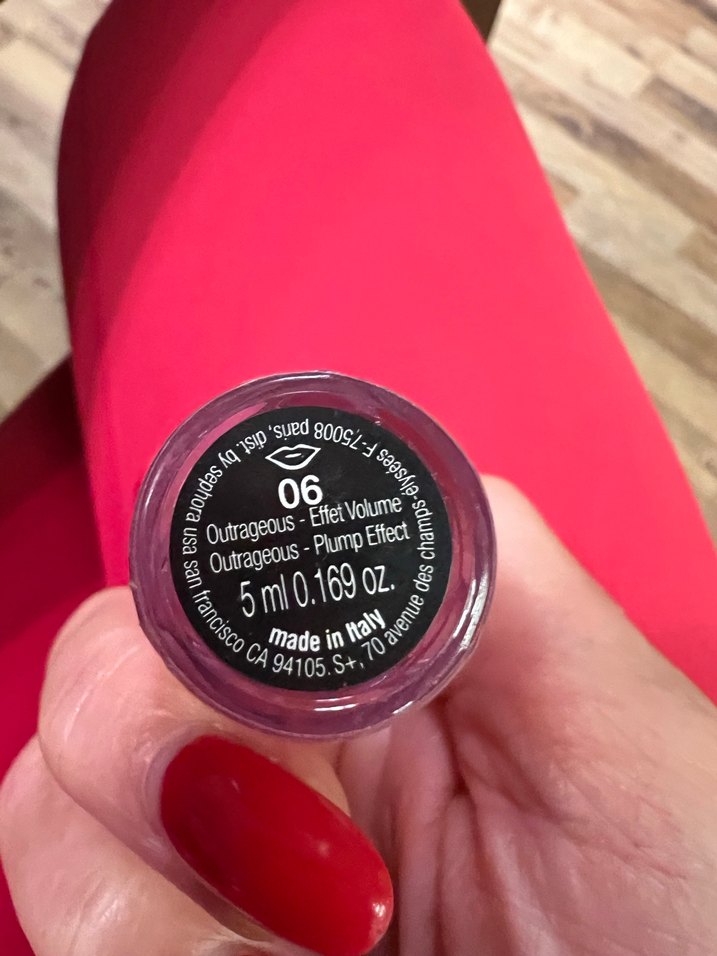 06
Outrageous - Effet Volume
Outrageous - Plump Effect
5 ml 0.169 oz.
made in Italy
S+, 70 avenue des champs-élysées F-75008 paris, dist. by sephora usa san francisco CA 94105.